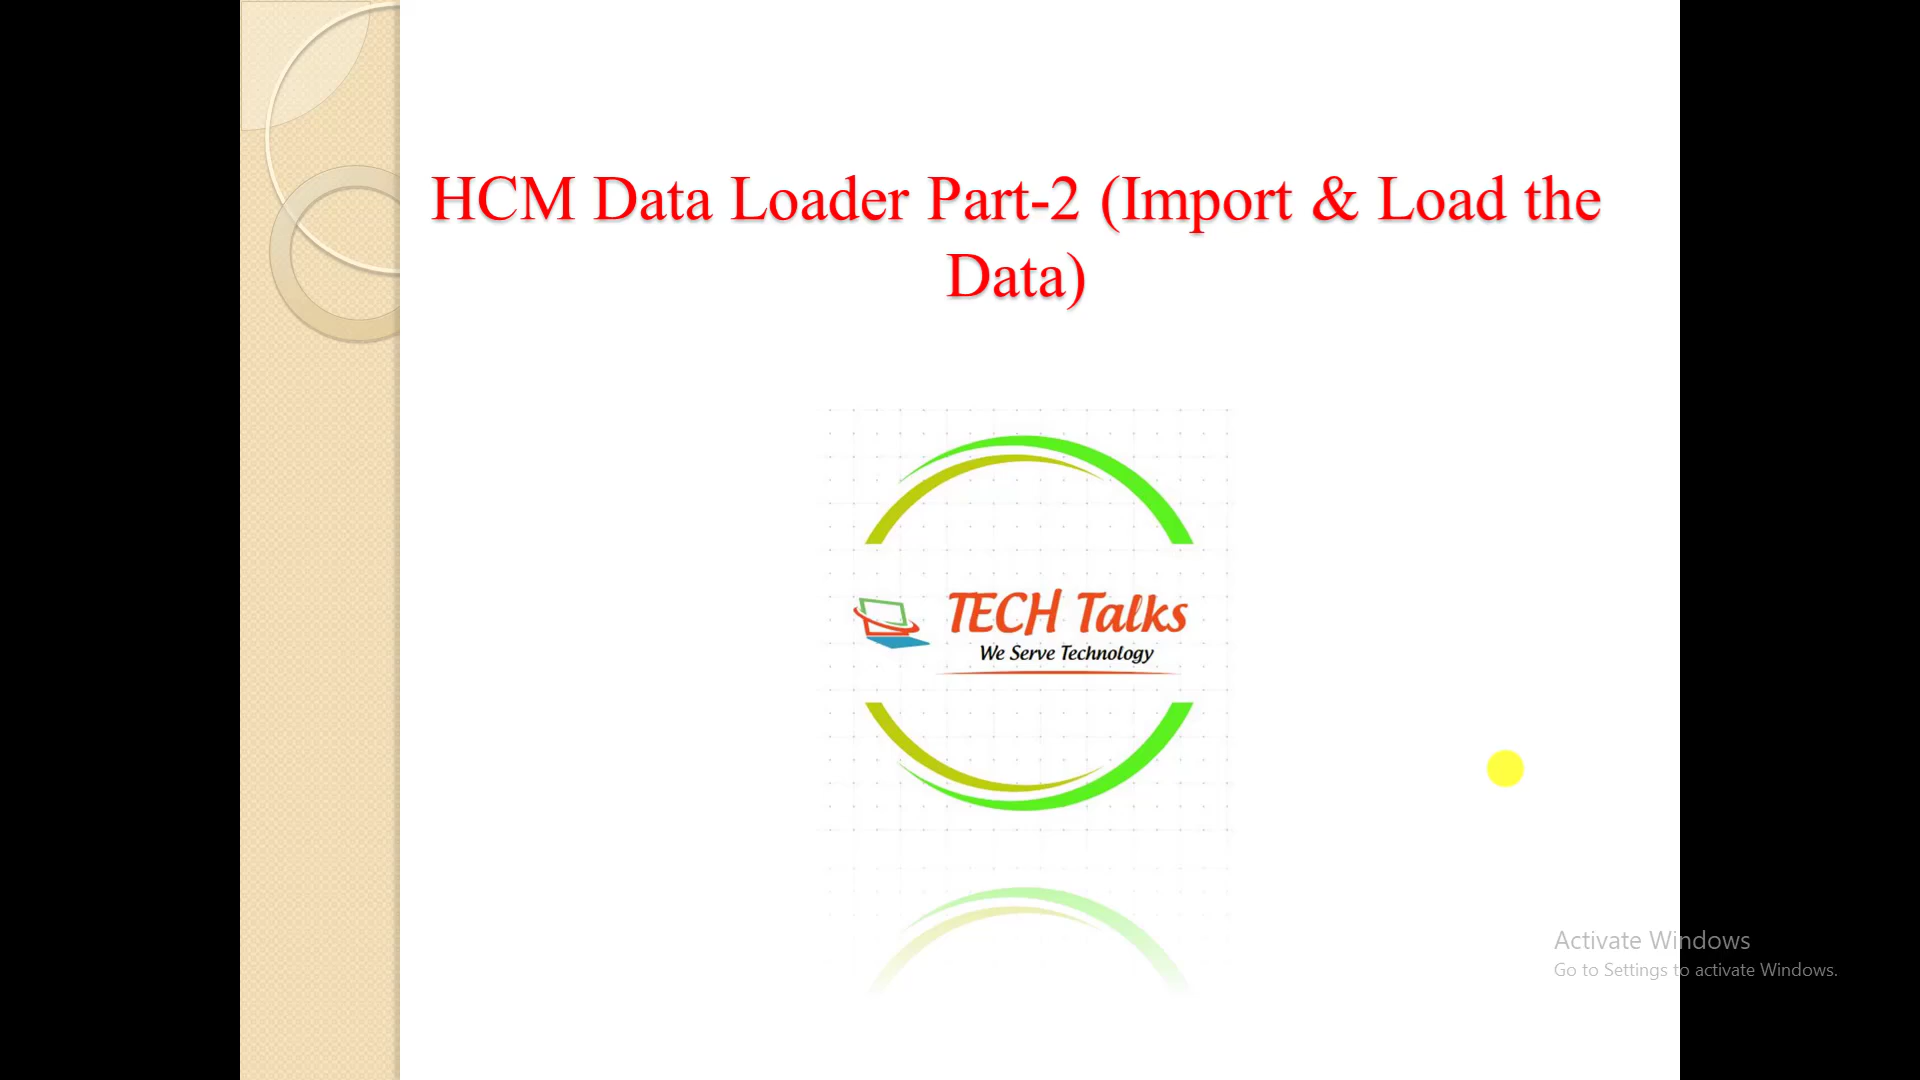 HCM Data Loader Part-2 (Import & Load the
Data)
TECH Talks
We Serve Technology
Activate Windows
Go to Settings to activate Windows.